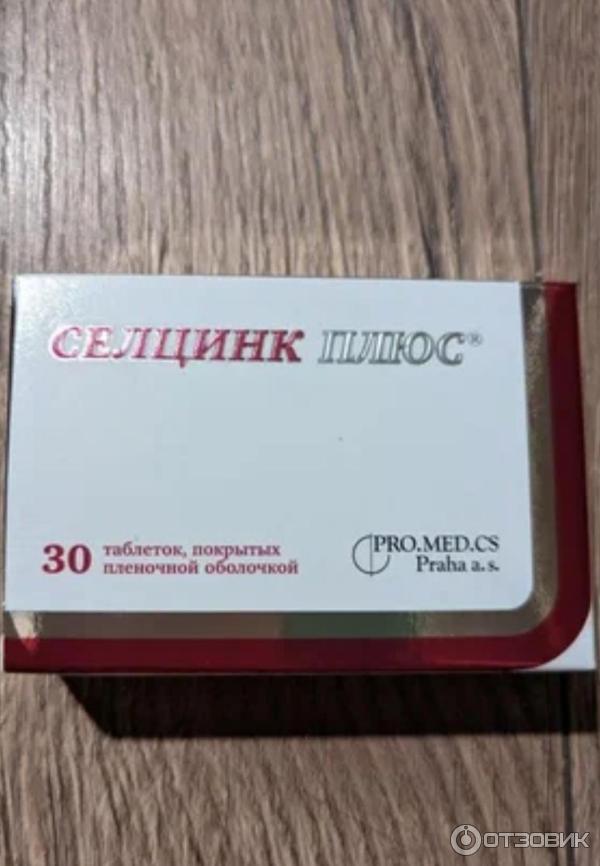 СЕЛЦИНК ПЛЮС®
30 таблеток, покрытых
пленочной оболочкой
PRO.MED.CS
Praha a. s.
ОТЗОВИК